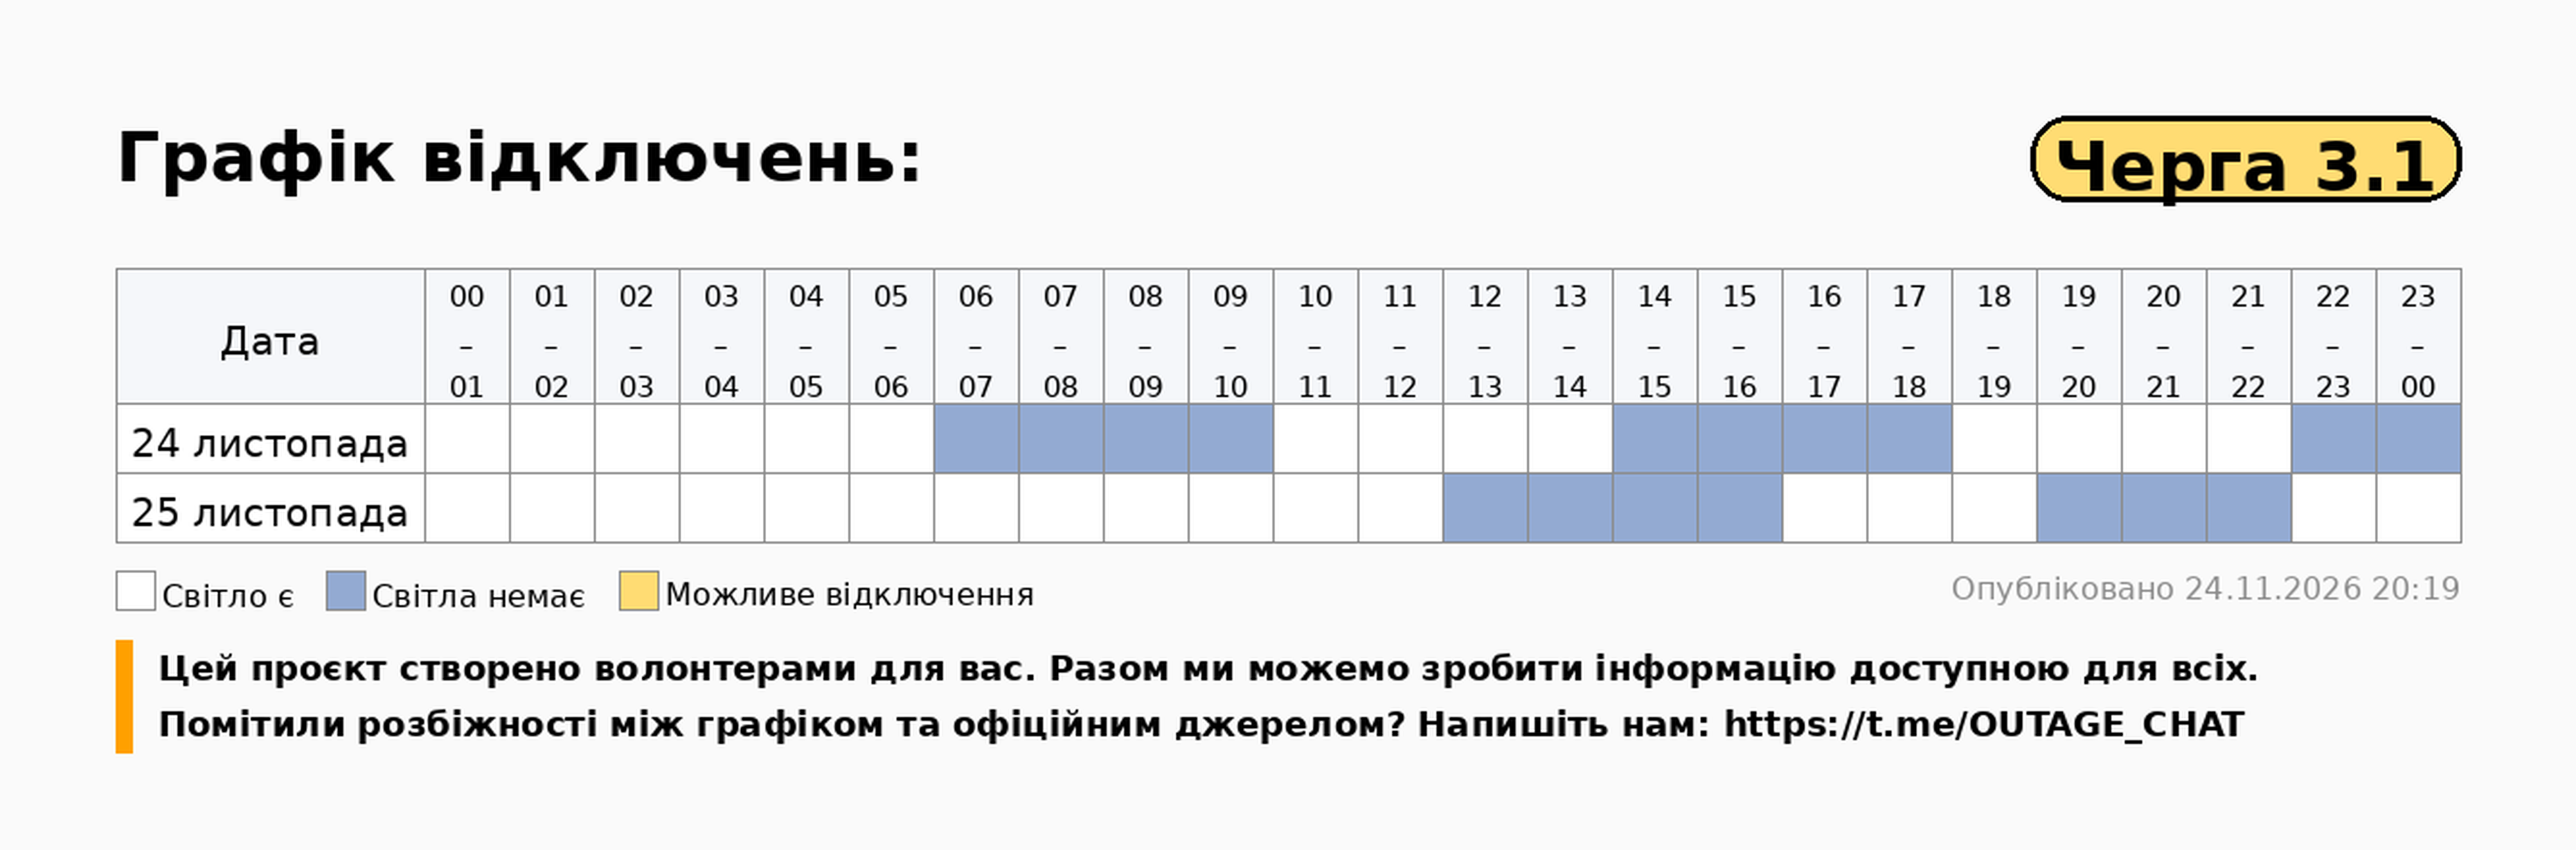 Графік відключень:
Черга 3.1
Дата
00 – 01
01 – 02
02 – 03
03 – 04
04 – 05
05 – 06
06 – 07
07 – 08
08 – 09
09 – 10
10 – 11
11 – 12
12 – 13
13 – 14
14 – 15
15 – 16
16 – 17
17 – 18
18 – 19
19 – 20
20 – 21
21 – 22
22 – 23
23 – 00
24 листопада
25 листопада
Світло є
Світла немає
Можливе відключення
Опубліковано 24.11.2026 20:19
Цей проєкт створено волонтерами для вас. Разом ми можемо зробити інформацію доступною для всіх.
Помітили розбіжності між графіком та офіційним джерелом? Напишіть нам: https://t.me/OUTAGE_CHAT